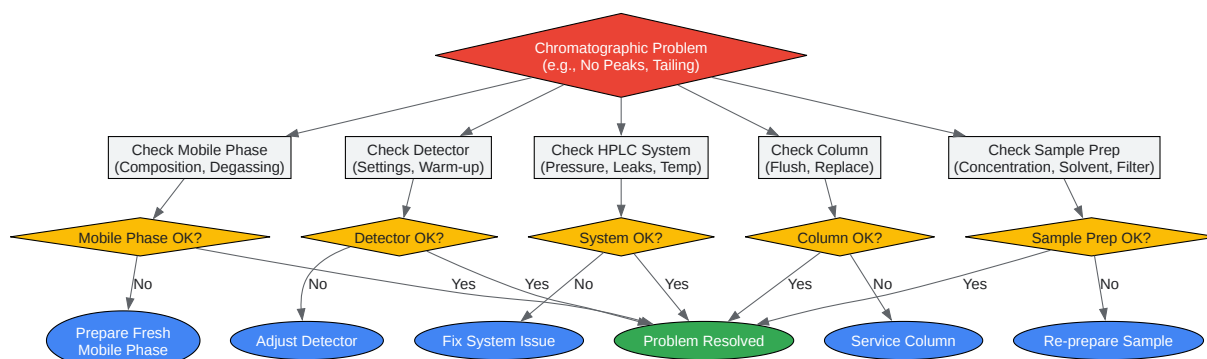 Chromatographic Problem
(e.g., No Peaks, Tailing)
Check Mobile Phase
(Composition, Degassing)
Check Detector
(Settings, Warm-up)
Check HPLC System
(Pressure, Leaks, Temp)
Check Column
(Flush, Replace)
Check Sample Prep
(Concentration, Solvent, Filter)
Mobile Phase OK?
Detector OK?
System OK?
Column OK?
Sample Prep OK?
No
Yes
No
Yes
No
Yes
Yes
No
Yes
No
Prepare Fresh
Mobile Phase
Adjust Detector
Fix System Issue
Problem Resolved
Service Column
Re-prepare Sample